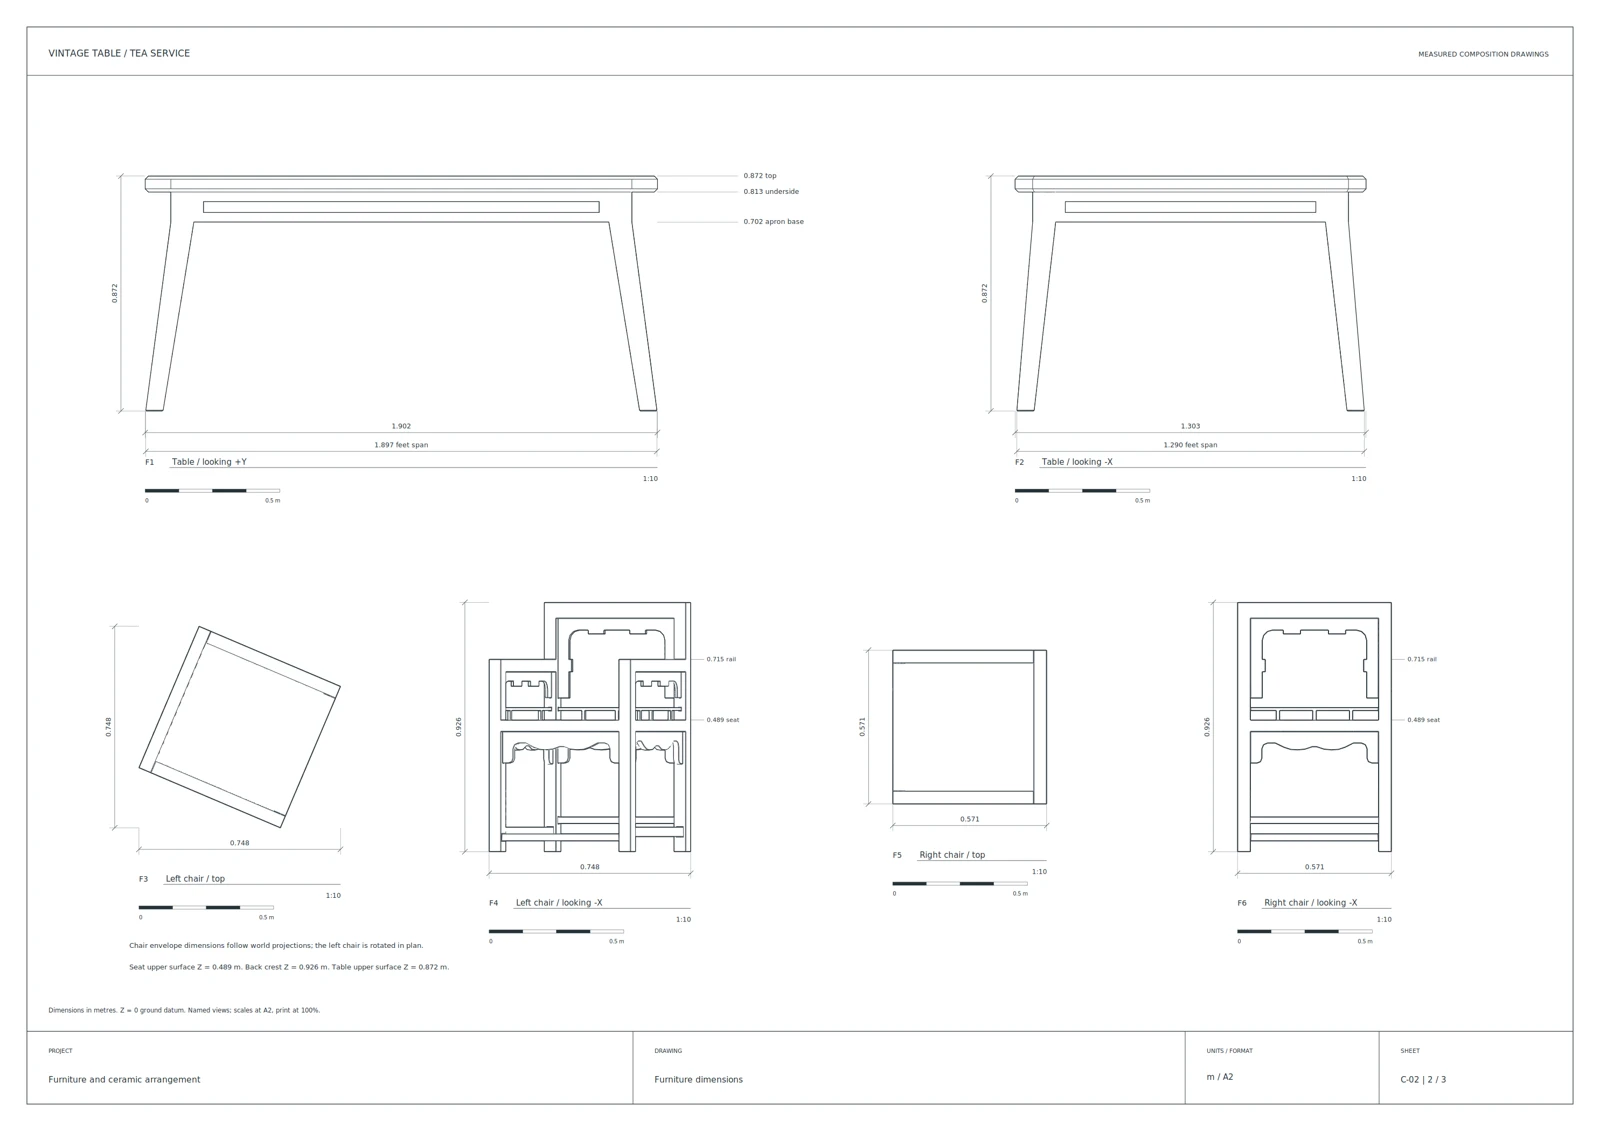 VINTAGE TABLE / TEA SERVICE
MEASURED COMPOSITION DRAWINGS
0.872 top
0.813 underside
0.702 apron base
0.872
1.902
1.897 feet span
F1 Table / looking +Y
1:10
0 0.5 m
0.872
1.303
1.290 feet span
F2 Table / looking -X
1:10
0 0.5 m
0.748
0.748
F3 Left chair / top
1:10
0 0.5 m
0.926
0.715 rail
0.489 seat
0.748
F4 Left chair / looking -X
1:10
0 0.5 m
0.571
0.571
F5 Right chair / top
1:10
0 0.5 m
0.926
0.715 rail
0.489 seat
0.571
F6 Right chair / looking -X
1:10
0 0.5 m
Chair envelope dimensions follow world projections; the left chair is rotated in plan.
Seat upper surface Z = 0.489 m. Back crest Z = 0.926 m. Table upper surface Z = 0.872 m.
Dimensions in metres. Z = 0 ground datum. Named views; scales at A2, print at 100%.
PROJECT
Furniture and ceramic arrangement
DRAWING
Furniture dimensions
UNITS / FORMAT
m / A2
SHEET
C-02 | 2 / 3